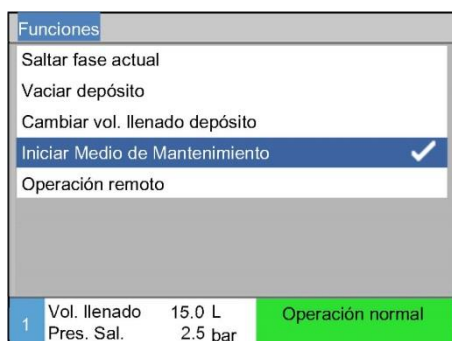 Funciones
Saltar fase actual
Vaciar depósito
Cambiar vol. llenado depósito
Iniciar Medio de Mantenimiento
Operación remoto
1 Vol. llenado 15.0 L Operación normal
Pres. Sal. 2.5 bar